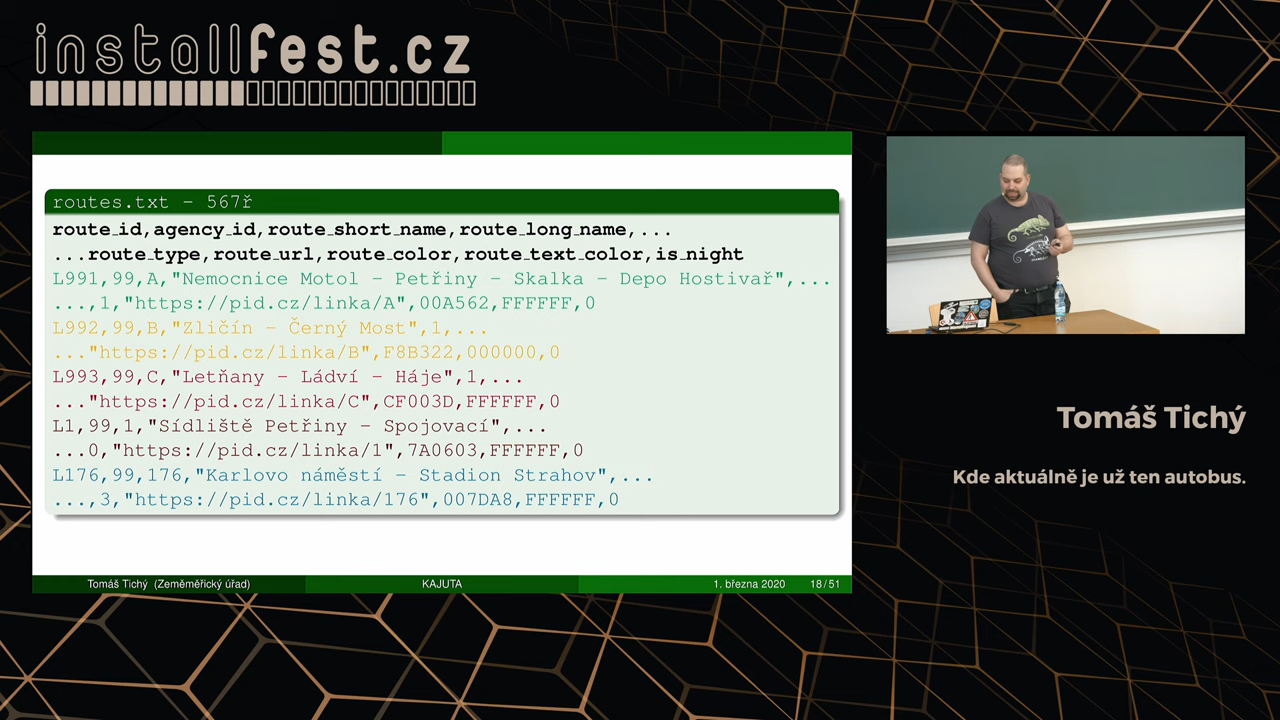 installfest.cz
routes.txt - 567ř
route_id,agency_id,route_short_name,route_long_name,...
...route_type,route_url,route_color,route_text_color,is_night
L991,99,A,"Nemocnice Motol - Petřiny - Skalka - Depo Hostivař",...
...,1,"https://pid.cz/linka/A",00A562,FFFFFF,0
L992,99,B,"Zličín - Černý Most",1,...
..."https://pid.cz/linka/B",F8B322,000000,0
L993,99,C,"Letňany - Ládví - Háje",1,...
..."https://pid.cz/linka/C",CF003D,FFFFFF,0
L1,99,1,"Sídliště Petřiny - Spojovací",...
...0,"https://pid.cz/linka/1",7A0603,FFFFFF,0
L176,99,176,"Karlovo náměstí - Stadion Strahov",...
...,3,"https://pid.cz/linka/176",007DA8,FFFFFF,0
Tomáš Tichý (Zeměměřický úřad) KAJUTA 1. března 2020 18/51
Tomáš Tichý
Kde aktuálně je už ten autobus.